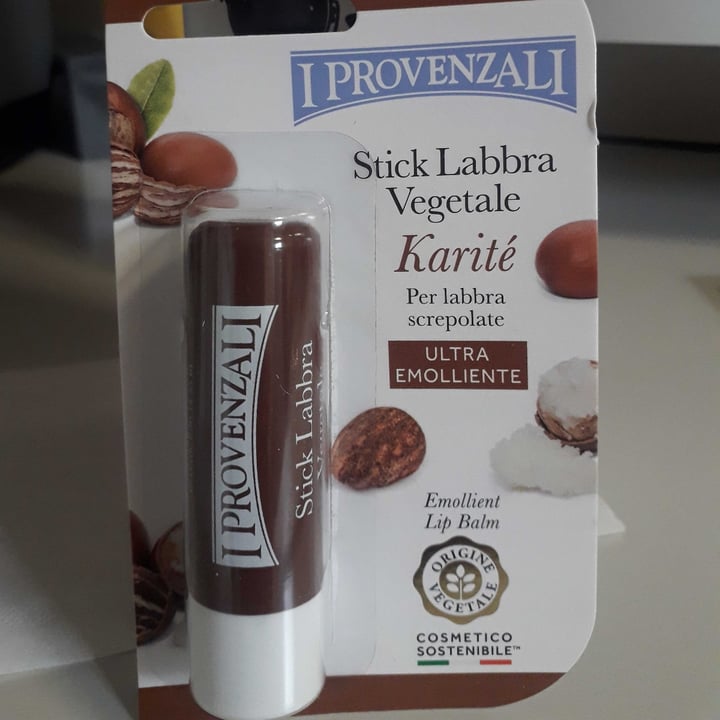 I PROVENZALI
Stick Labbra
Vegetale
Karité
Per labbra
screpolate
ULTRA
EMOLLIENTE
Emollient
Lip Balm
ORIGINE
VEGETALE
COSMETICO
SOSTENIBILE™
I PROVENZALI
Stick Labbra